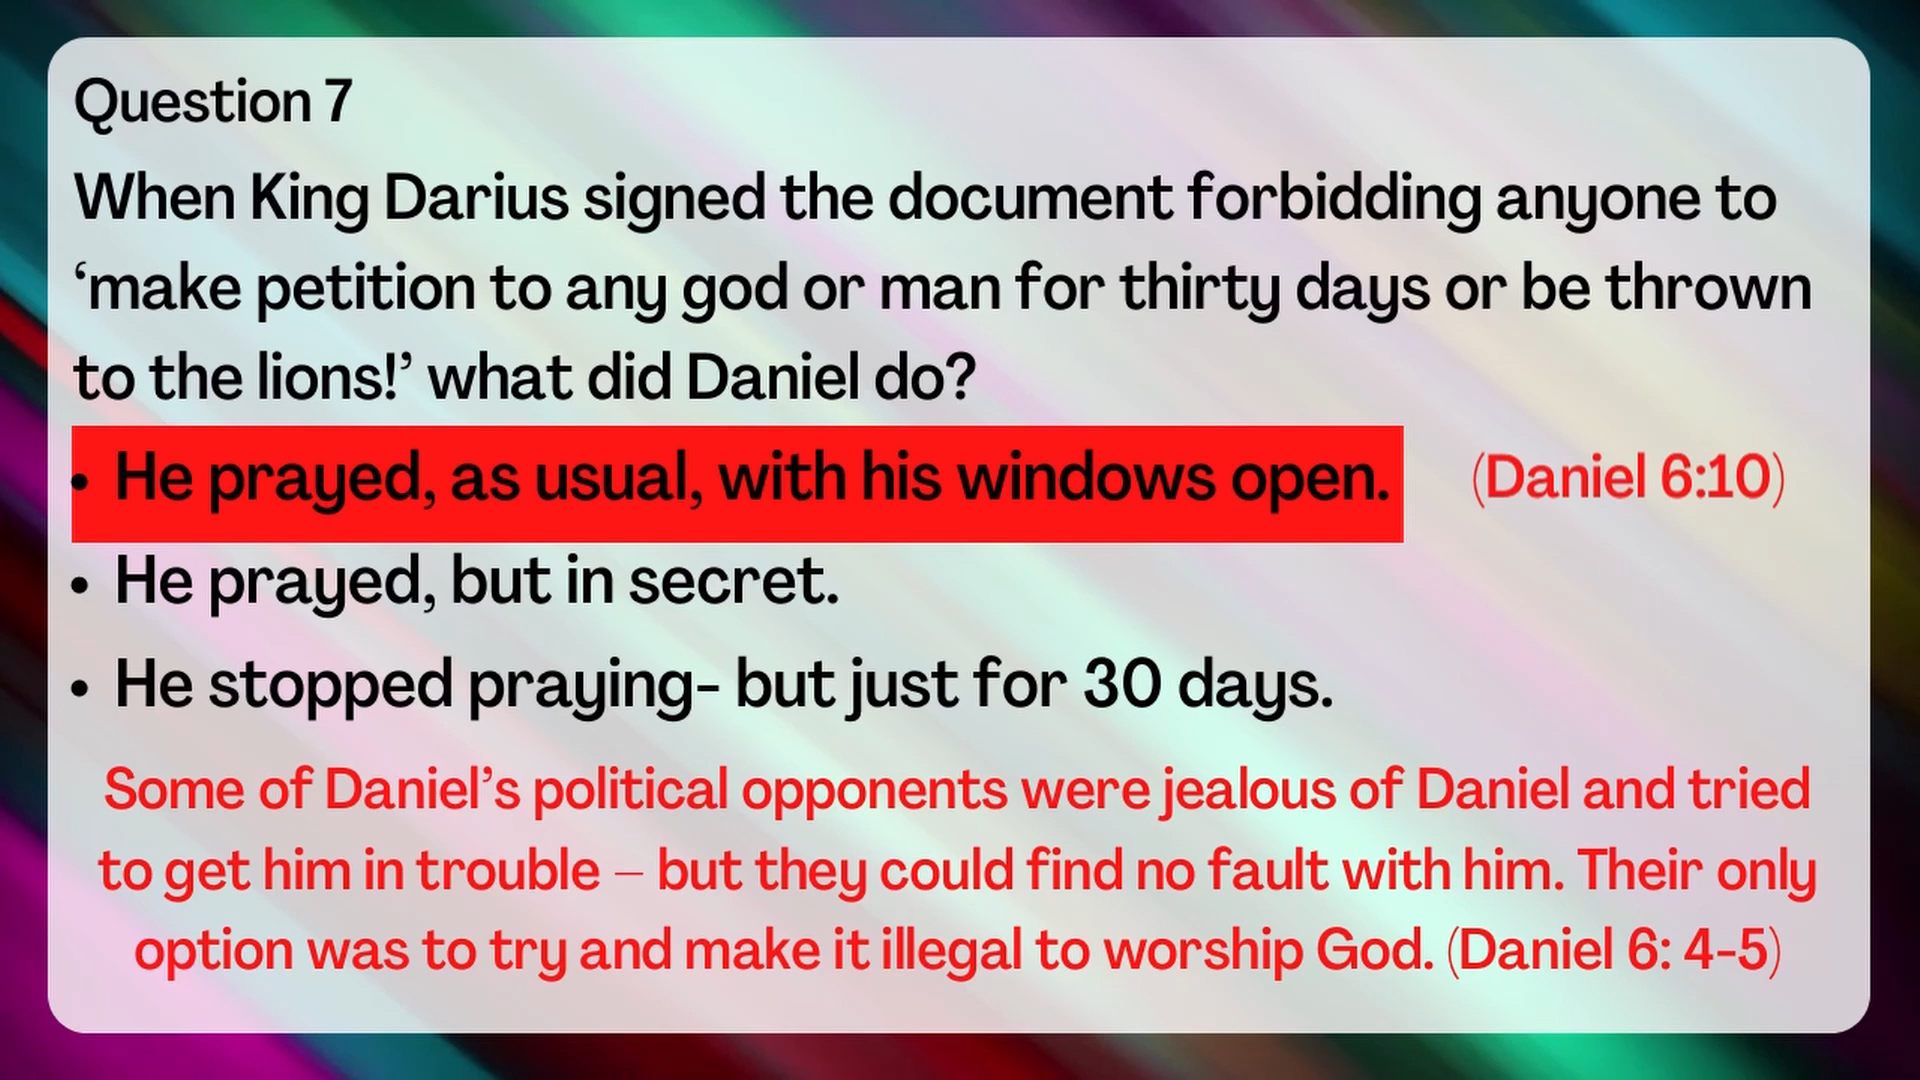 Question 7
When King Darius signed the document forbidding anyone to
‘make petition to any god or man for thirty days or be thrown
to the lions!’ what did Daniel do?
• He prayed, as usual, with his windows open. (Daniel 6:10)
• He prayed, but in secret.
• He stopped praying- but just for 30 days.
Some of Daniel’s political opponents were jealous of Daniel and tried
to get him in trouble – but they could find no fault with him. Their only
option was to try and make it illegal to worship God. (Daniel 6: 4-5)